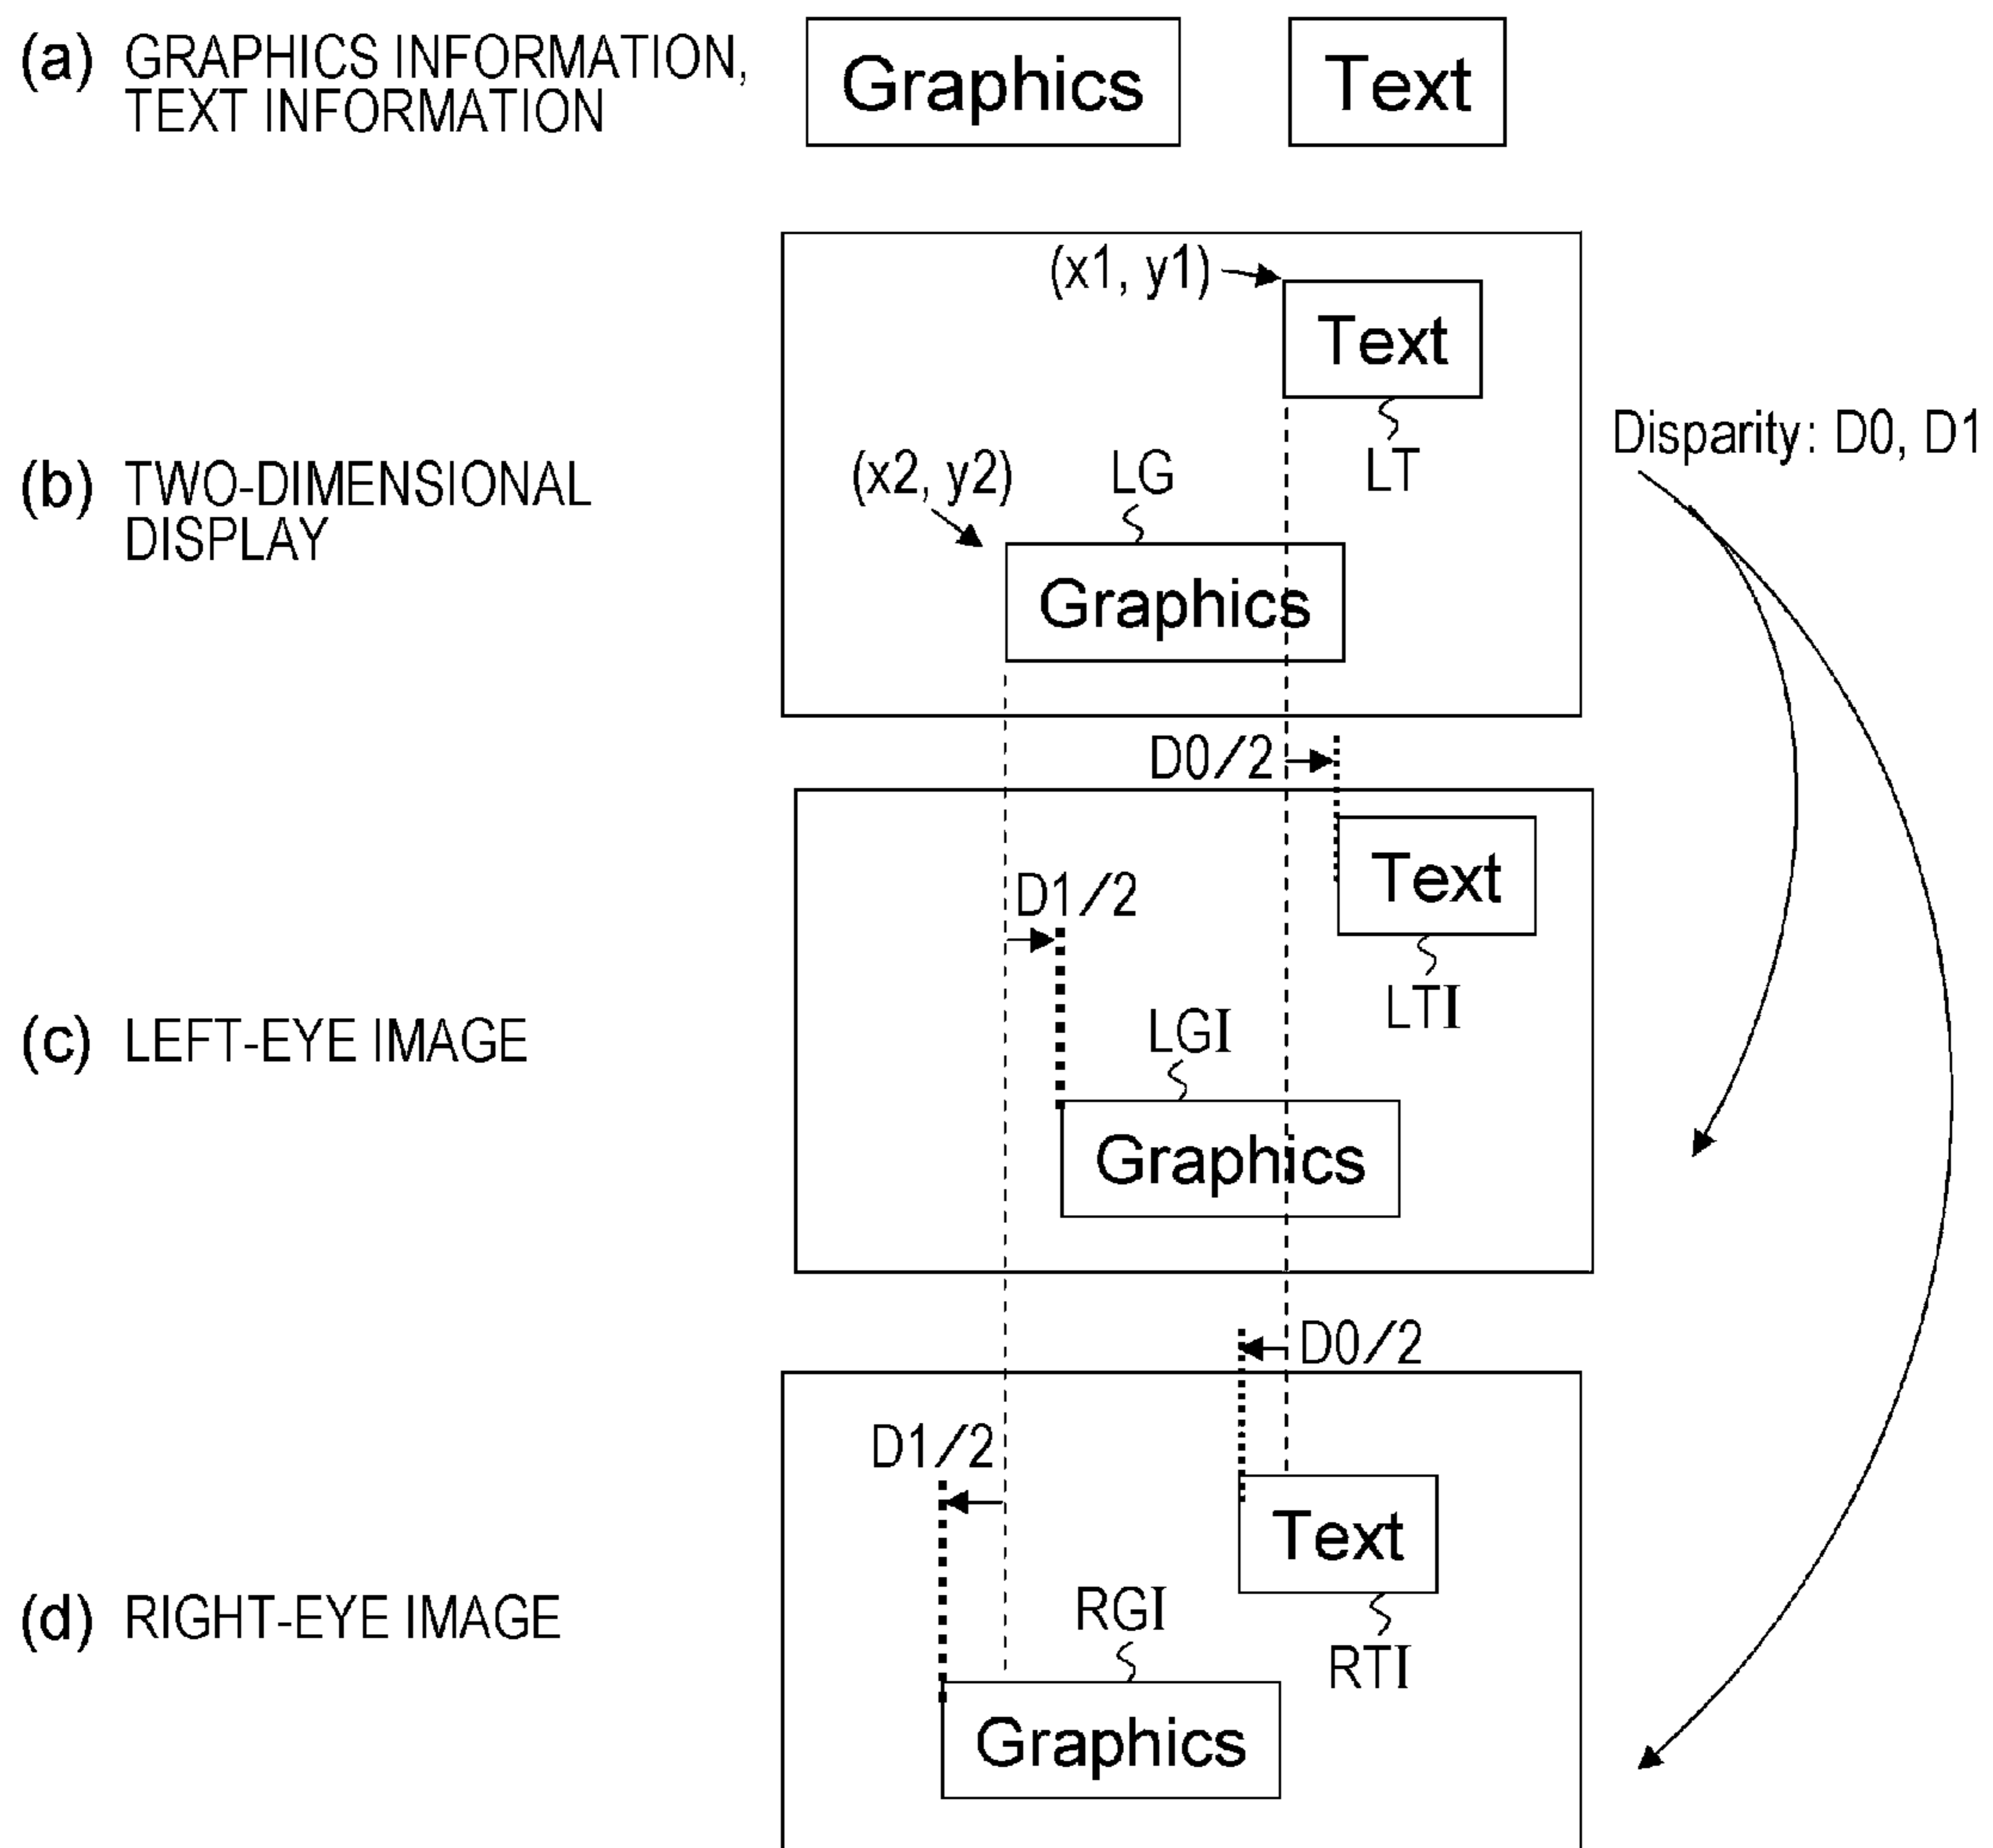 (a) GRAPHICS INFORMATION,
TEXT INFORMATION
Graphics
Text
(x1, y1)
Text
LT
Disparity: D0, D1
(b) TWO-DIMENSIONAL
DISPLAY
(x2, y2)
LG
Graphics
D0/2
Text
D1/2
LTI
(c) LEFT-EYE IMAGE
LGI
Graphics
D0/2
D1/2
Text
(d) RIGHT-EYE IMAGE
RGI
RTI
Graphics